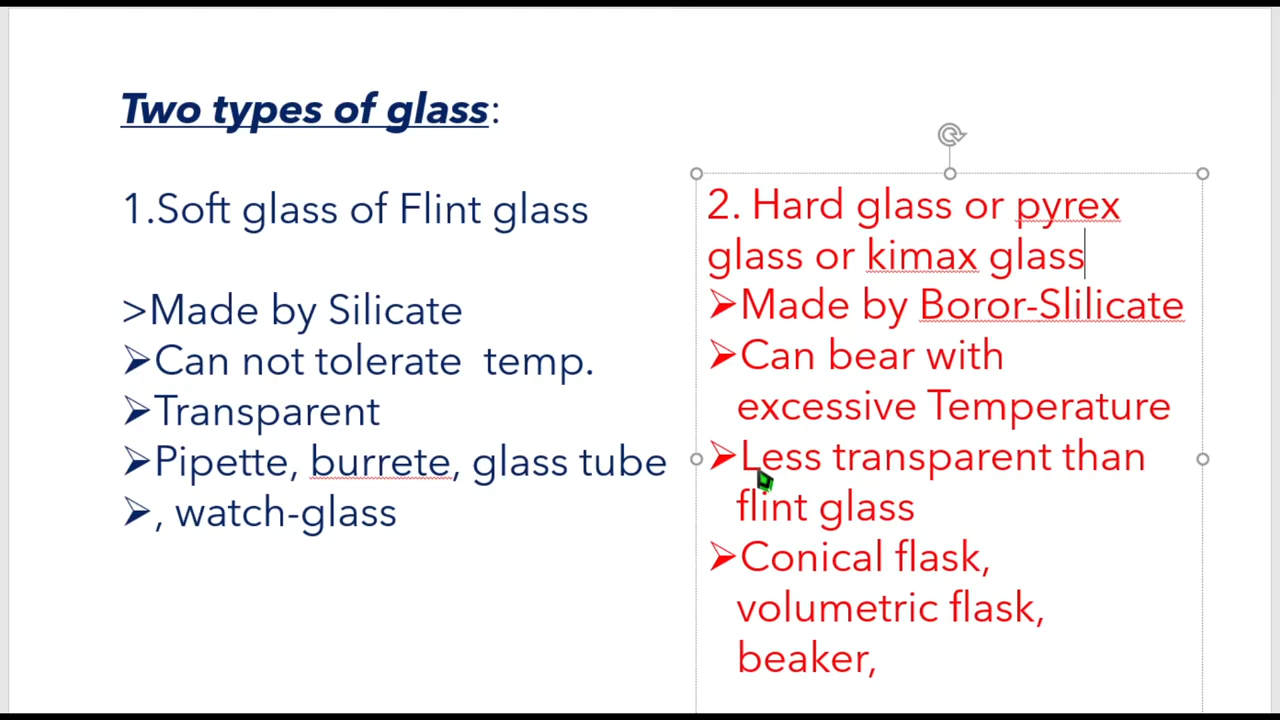 Two types of glass:
1.Soft glass of Flint glass
>Made by Silicate
➢Can not tolerate temp.
➢Transparent
➢Pipette, burrete, glass tube
➢, watch-glass
2. Hard glass or pyrex
glass or kimax glass
➢Made by Boror-Slilicate
➢Can bear with
excessive Temperature
➢Less transparent than
flint glass
➢Conical flask,
volumetric flask,
beaker,